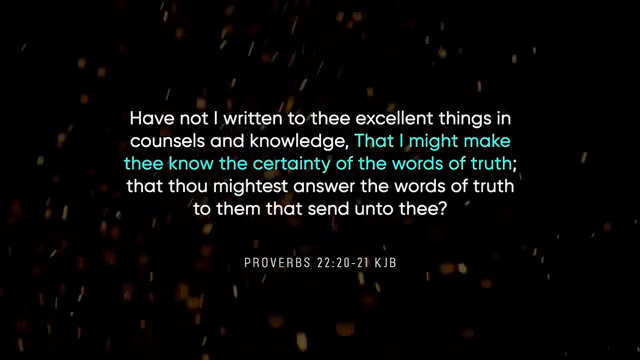 Have not I written to thee excellent things in
counsels and knowledge, That I might make
thee know the certainty of the words of truth;
that thou mightest answer the words of truth
to them that send unto thee?
PROVERBS 22:20-21 KJB